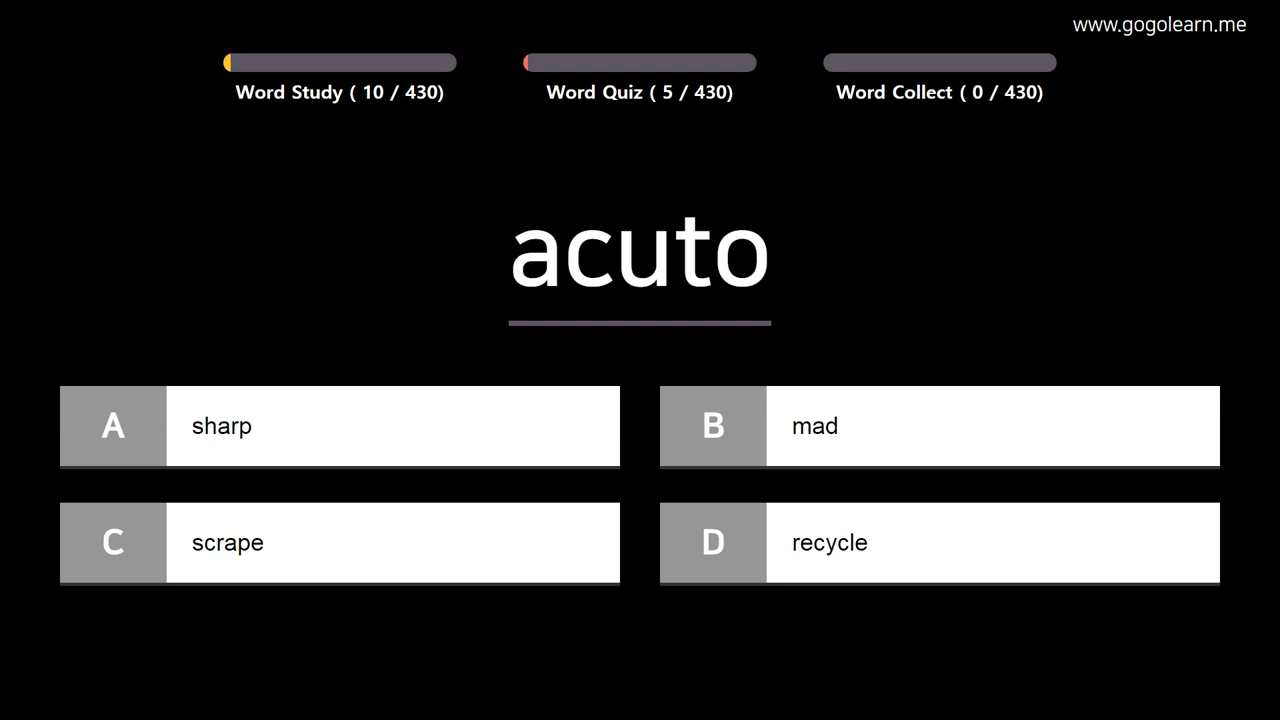 www.gogolearn.me
Word Study ( 10 / 430)
Word Quiz ( 5 / 430)
Word Collect ( 0 / 430)
acuto
A sharp
B mad
C scrape
D recycle